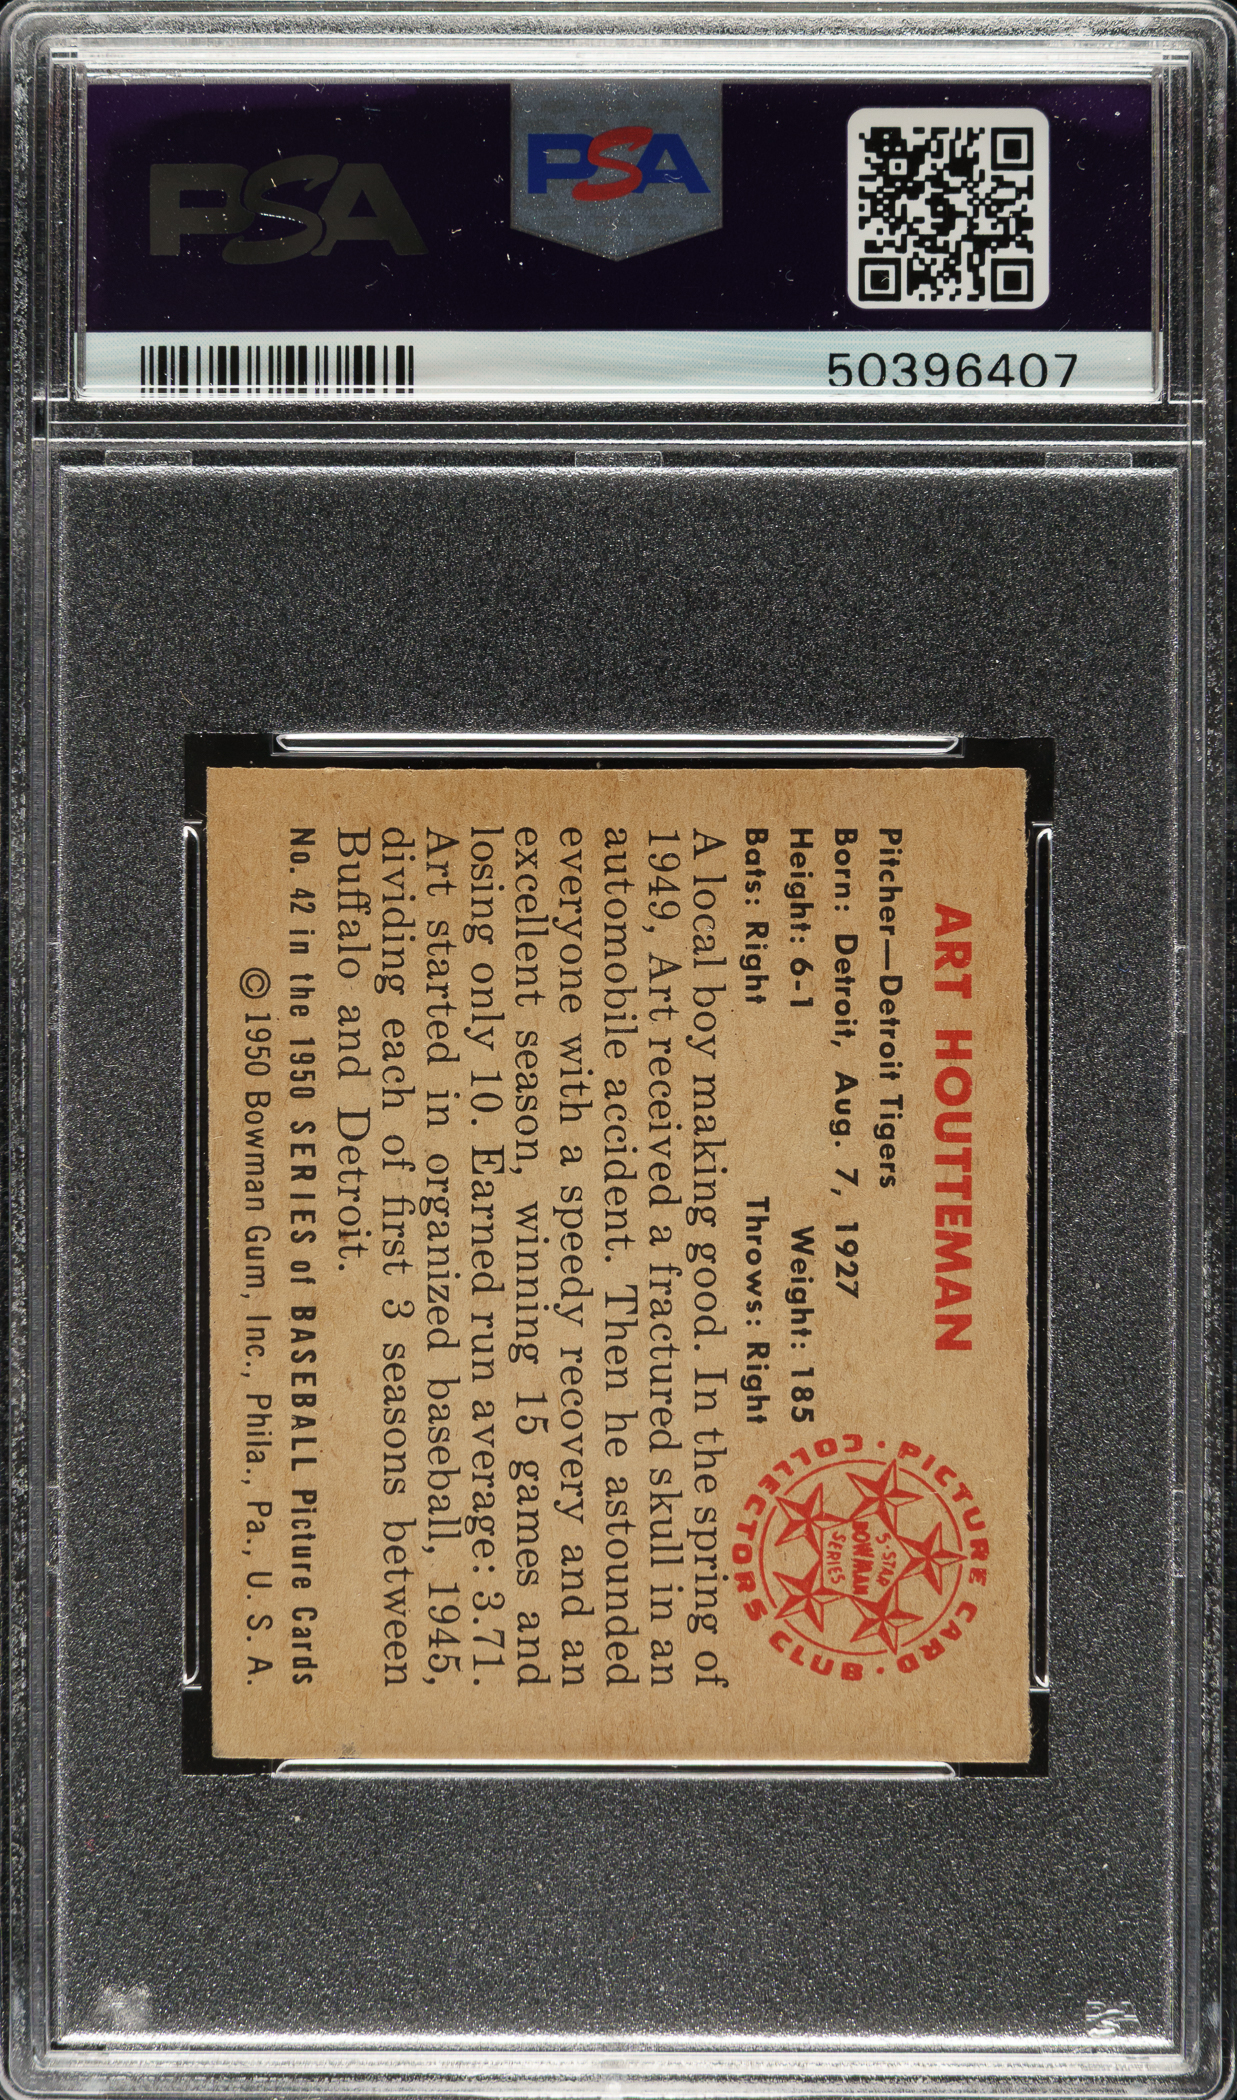 PSA
PSA
50396407
ART HOUTTEMAN
Pitcher—Detroit Tigers
Born: Detroit, Aug. 7, 1927
Height: 6-1 Weight: 185
Bats: Right Throws: Right
PICTURE CARD · COLLECTORS CLUB ·
5-STAR
BOWMAN
SERIES
A local boy making good. In the spring of
1949, Art received a fractured skull in an
automobile accident. Then he astounded
everyone with a speedy recovery and an
excellent season, winning 15 games and
losing only 10. Earned run average: 3.71.
Art started in organized baseball, 1945,
dividing each of first 3 seasons between
Buffalo and Detroit.
No. 42 in the 1950 SERIES of BASEBALL Picture Cards
© 1950 Bowman Gum, Inc., Phila., Pa., U. S. A.